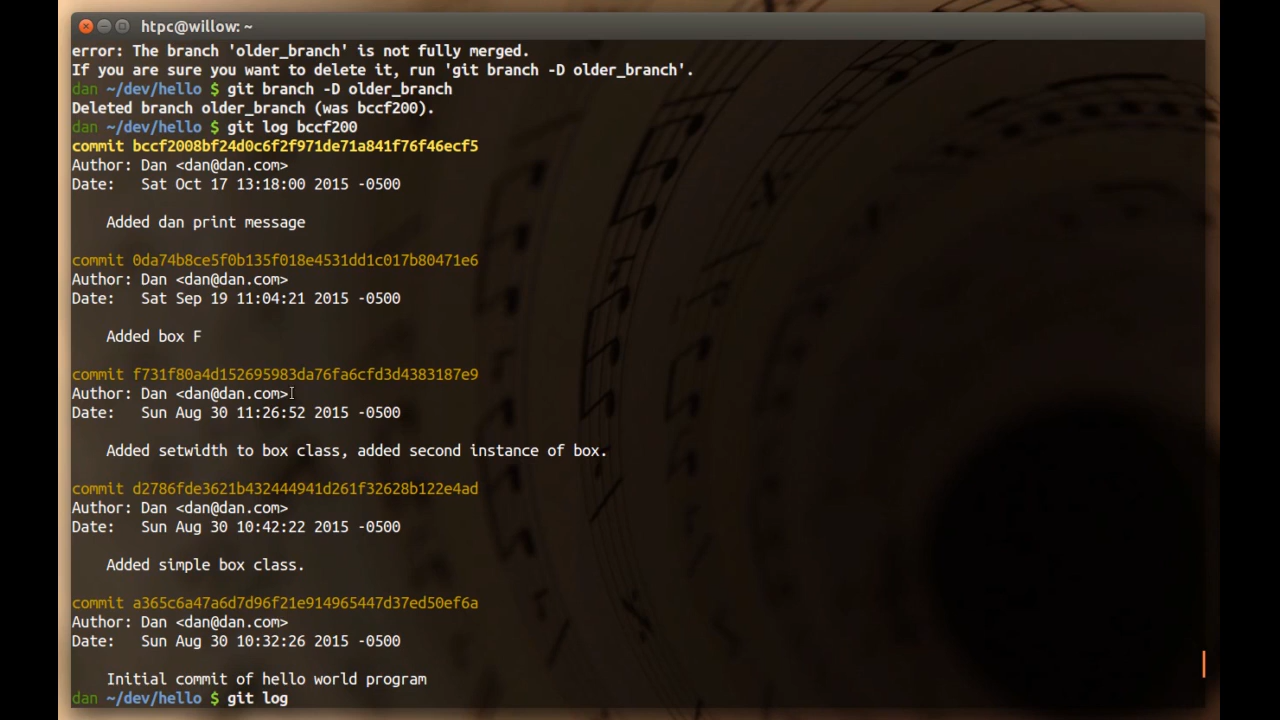 htpc@willow: ~
error: The branch 'older_branch' is not fully merged.
If you are sure you want to delete it, run 'git branch -D older_branch'.
dan ~/dev/hello $ git branch -D older_branch
Deleted branch older_branch (was bccf200).
dan ~/dev/hello $ git log bccf200
commit bccf2008bf24d0c6f2f971de71a841f76f46ecf5
Author: Dan <dan@dan.com>
Date:   Sat Oct 17 13:18:00 2015 -0500
    Added dan print message
commit 0da74b8ce5f0b135f018e4531dd1c017b80471e6
Author: Dan <dan@dan.com>
Date:   Sat Sep 19 11:04:21 2015 -0500
    Added box F
commit f731f80a4d152695983da76fa6cfd3d4383187e9
Author: Dan <dan@dan.com>
Date:   Sun Aug 30 11:26:52 2015 -0500
    Added setwidth to box class, added second instance of box.
commit d2786fde3621b432444941d261f32628b122e4ad
Author: Dan <dan@dan.com>
Date:   Sun Aug 30 10:42:22 2015 -0500
    Added simple box class.
commit a365c6a47a6d7d96f21e914965447d37ed50ef6a
Author: Dan <dan@dan.com>
Date:   Sun Aug 30 10:32:26 2015 -0500
    Initial commit of hello world program
dan ~/dev/hello $ git log